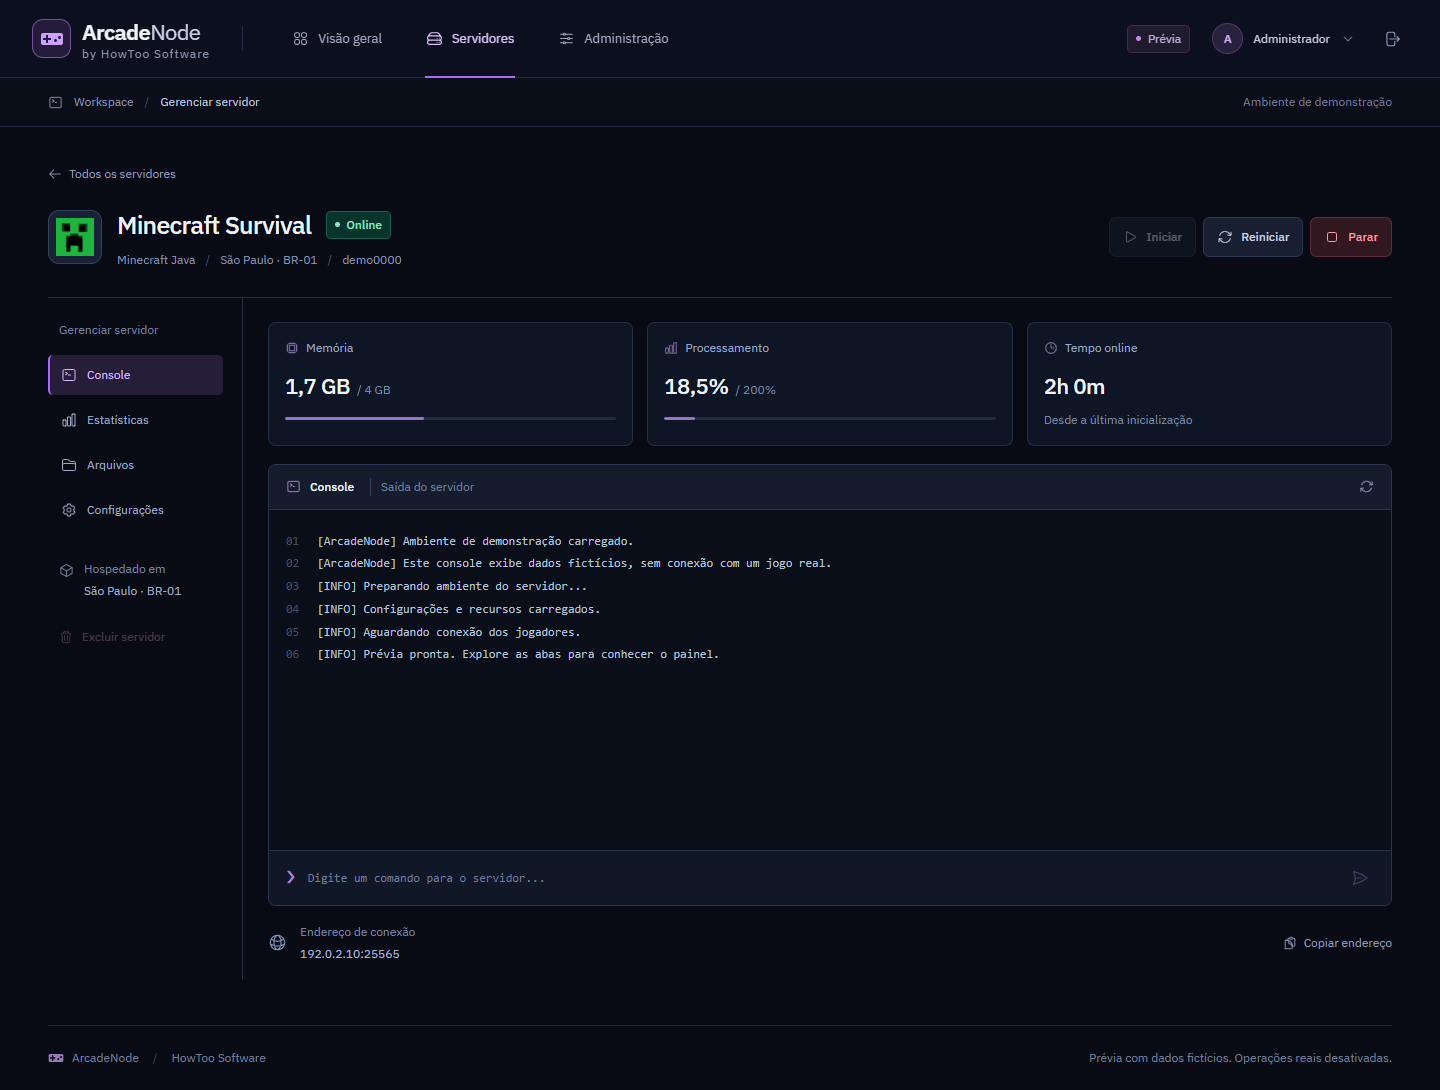 ArcadeNode
by HowToo Software
Visão geral
Servidores
Administração
Prévia
A
Administrador
Workspace / Gerenciar servidor
Ambiente de demonstração
Todos os servidores
Minecraft Survival
Online
Minecraft Java / São Paulo · BR-01 / demo0000
Iniciar
Reiniciar
Parar
Gerenciar servidor
Console
Estatísticas
Arquivos
Configurações
Hospedado em
São Paulo · BR-01
Excluir servidor
Memória
1,7 GB / 4 GB
Processamento
18,5% / 200%
Tempo online
2h 0m
Desde a última inicialização
Console
Saída do servidor
01 [ArcadeNode] Ambiente de demonstração carregado.
02 [ArcadeNode] Este console exibe dados fictícios, sem conexão com um jogo real.
03 [INFO] Preparando ambiente do servidor...
04 [INFO] Configurações e recursos carregados.
05 [INFO] Aguardando conexão dos jogadores.
06 [INFO] Prévia pronta. Explore as abas para conhecer o painel.
❯ Digite um comando para o servidor...
Endereço de conexão
192.0.2.10:25565
Copiar endereço
ArcadeNode / HowToo Software
Prévia com dados fictícios. Operações reais desativadas.